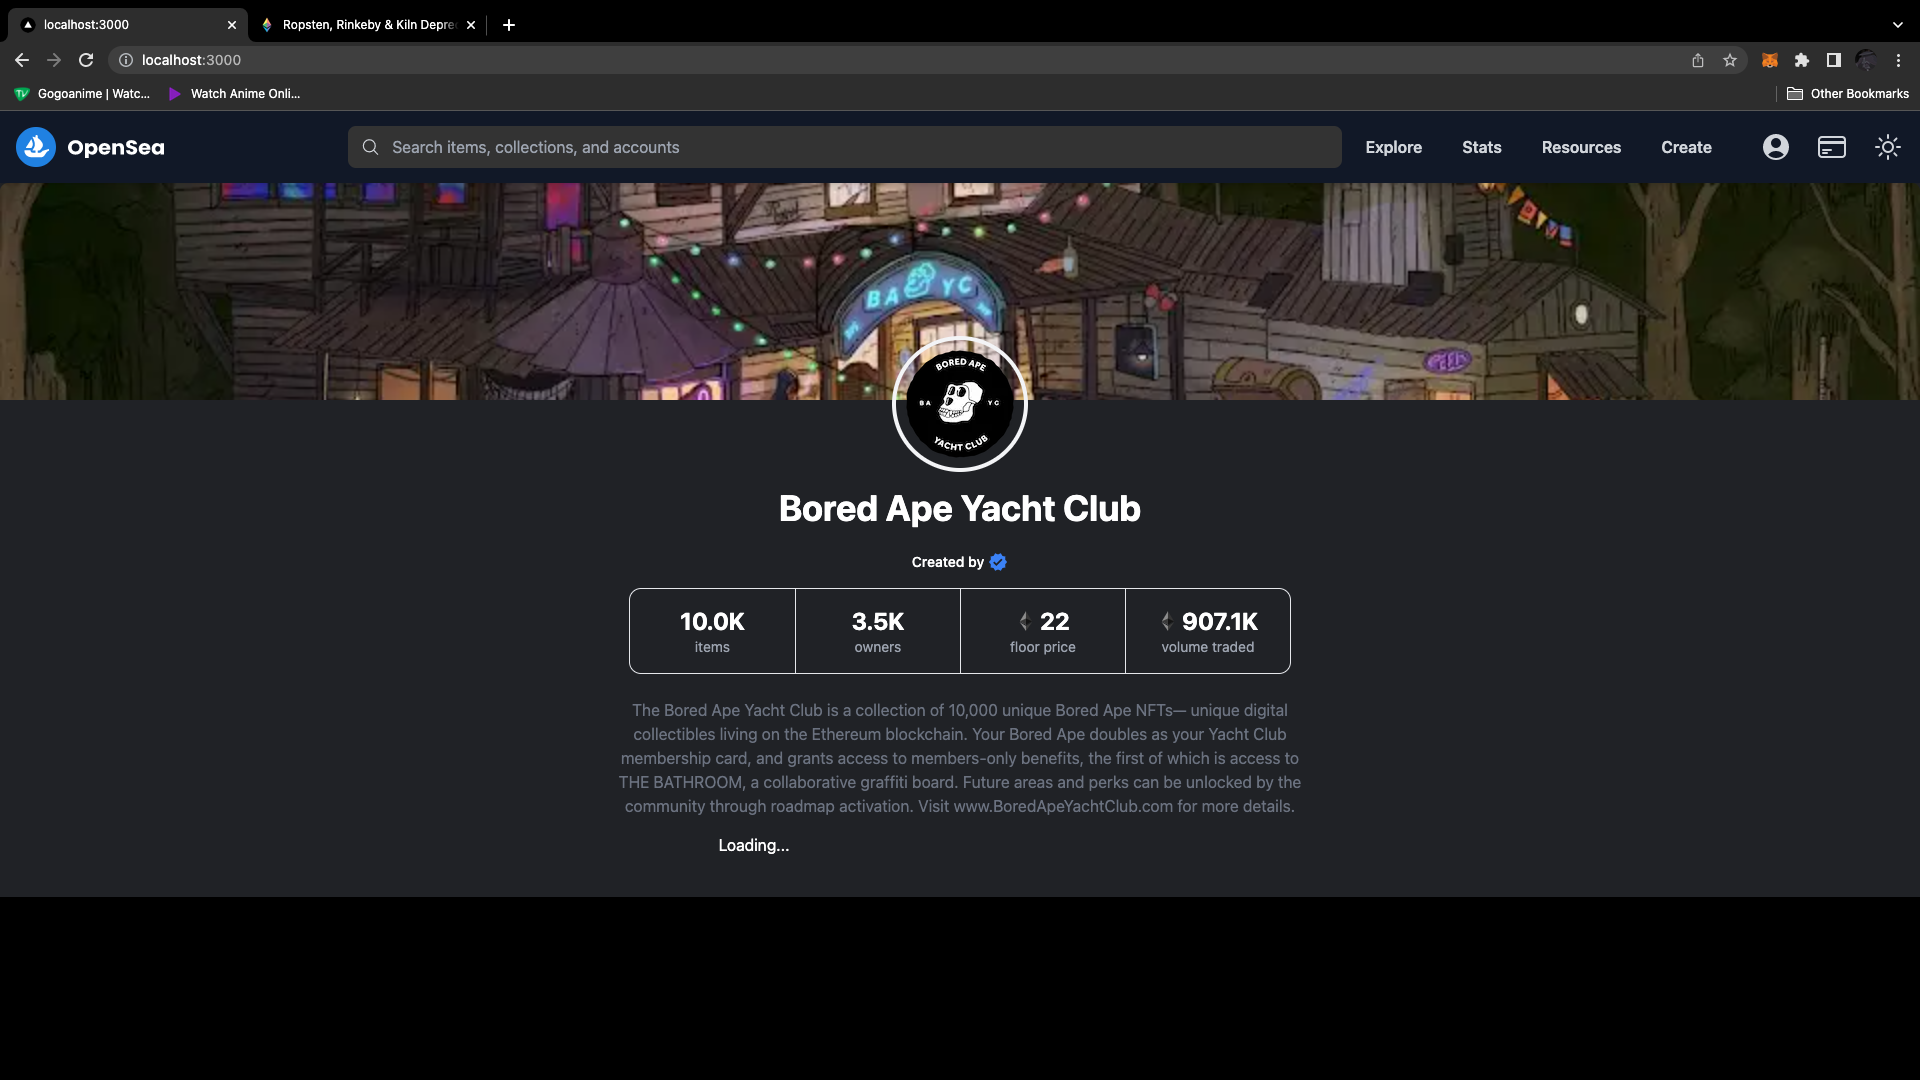 localhost:3000
Ropsten, Rinkeby & Kiln Depre
localhost:3000
Gogoanime | Watc...
Watch Anime Onli...
Other Bookmarks
OpenSea
Search items, collections, and accounts
Explore
Stats
Resources
Create
BA YC
BORED APE
BA YC
YACHT CLUB
Bored Ape Yacht Club
Created by
10.0K
items
3.5K
owners
22
floor price
907.1K
volume traded
The Bored Ape Yacht Club is a collection of 10,000 unique Bored Ape NFTs— unique digital
collectibles living on the Ethereum blockchain. Your Bored Ape doubles as your Yacht Club
membership card, and grants access to members-only benefits, the first of which is access to
THE BATHROOM, a collaborative graffiti board. Future areas and perks can be unlocked by the
community through roadmap activation. Visit www.BoredApeYachtClub.com for more details.
Loading...